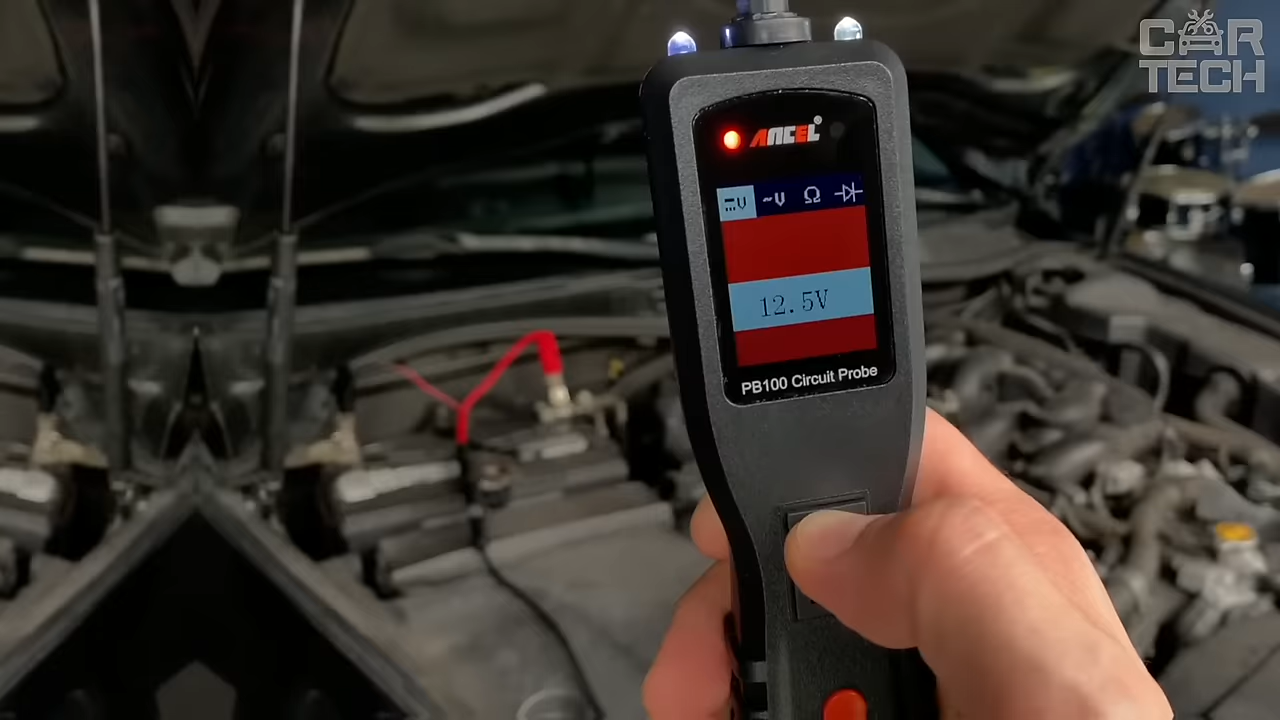 CAR
TECH
ANCEL®
⎓V ~V Ω
12.5V
PB100 Circuit Probe